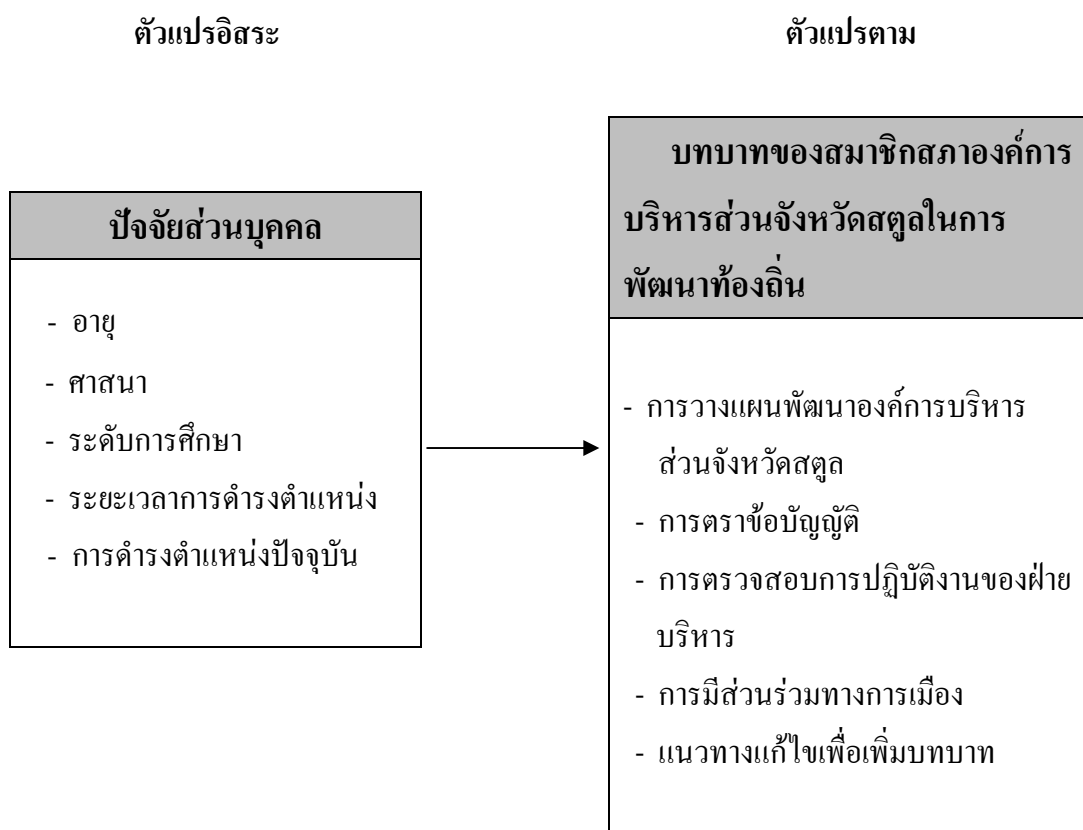 ตัวแปรอิสระ
ตัวแปรตาม
ปัจจัยส่วนบุคคล
- อายุ
- ศาสนา
- ระดับการศึกษา
- ระยะเวลาการดำรงตำแหน่ง
- การดำรงตำแหน่งปัจจุบัน
บทบาทของสมาชิกสภาองค์การ
บริหารส่วนจังหวัดสตูลในการ
พัฒนาท้องถิ่น
- การวางแผนพัฒนาองค์การบริหาร
ส่วนจังหวัดสตูล
- การตราข้อบัญญัติ
- การตรวจสอบการปฏิบัติงานของฝ่าย
บริหาร
- การมีส่วนร่วมทางการเมือง
- แนวทางแก้ไขเพื่อเพิ่มบทบาท